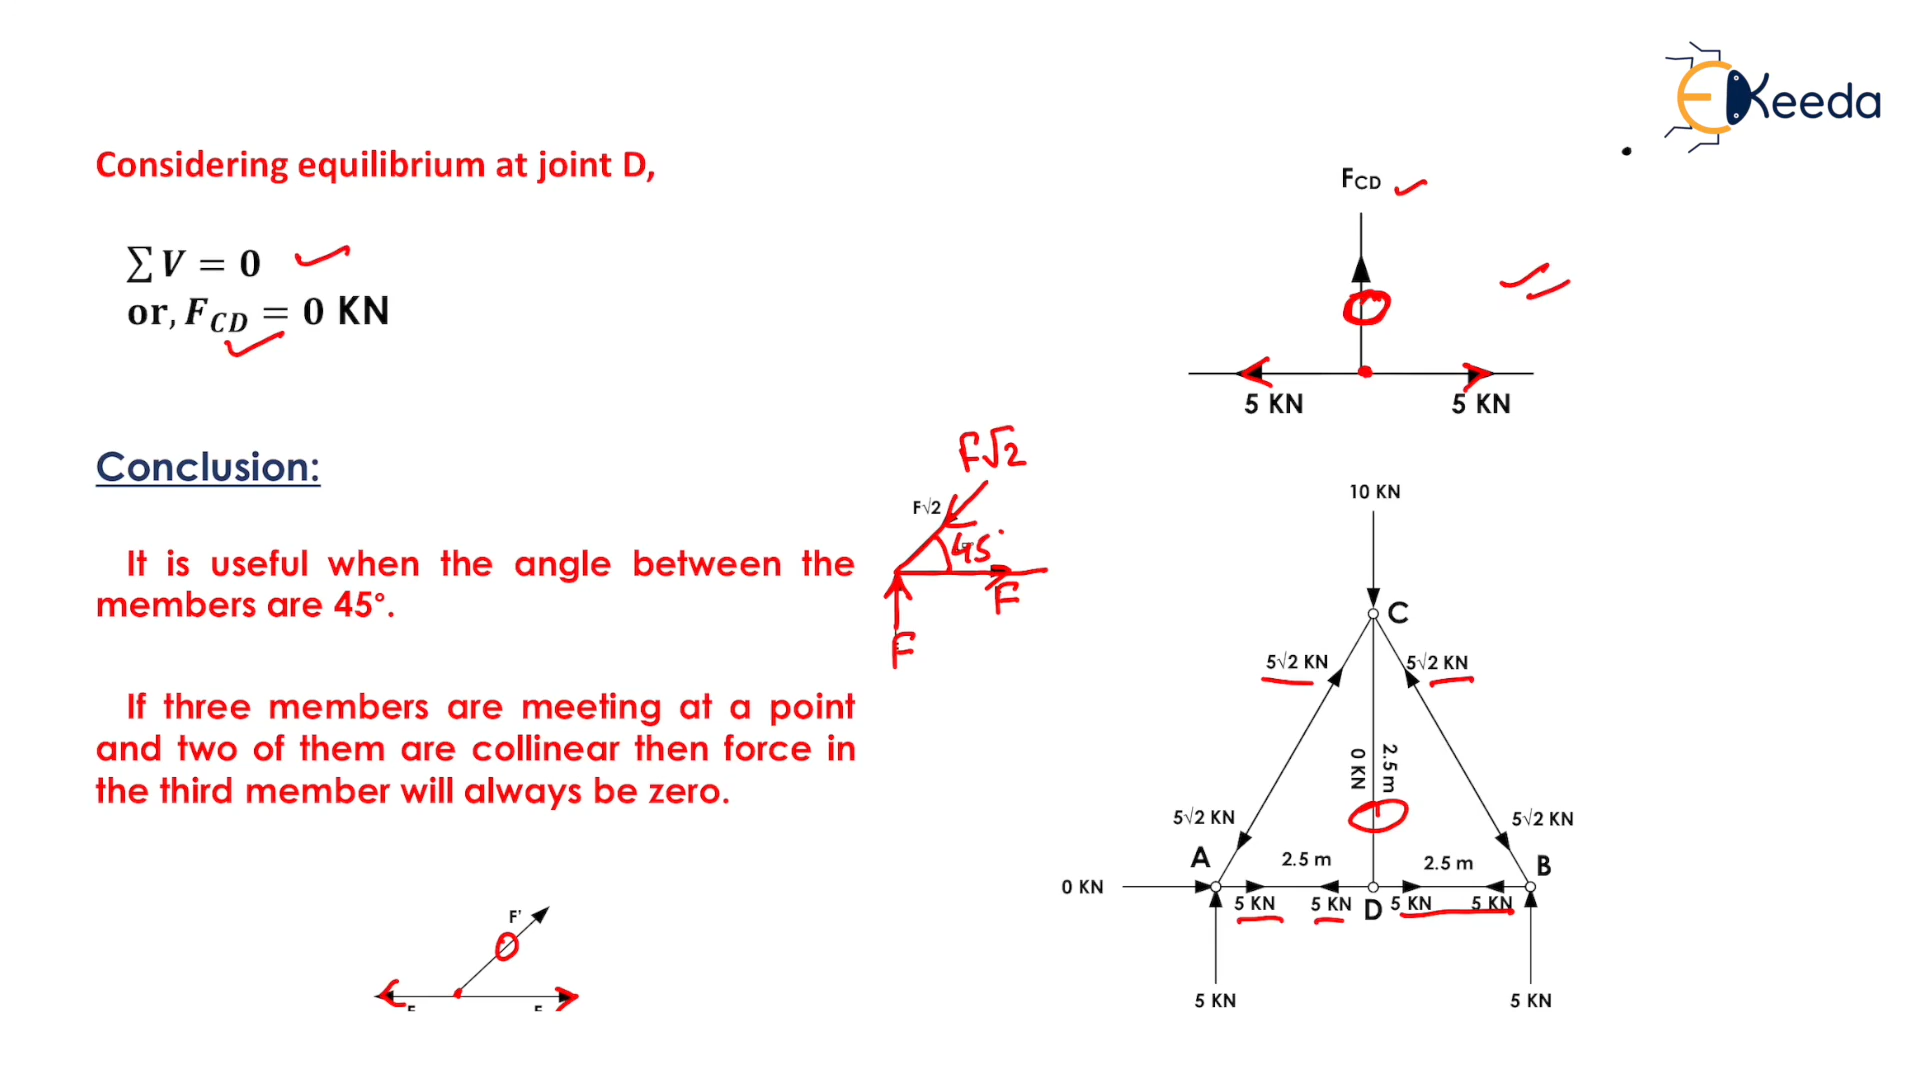 Keeda
Considering equilibrium at joint D,
∑V = 0
or, F_CD = 0 KN
FCD
5 KN 5 KN
Conclusion:
It is useful when the angle between the
members are 45°.
If three members are meeting at a point
and two of them are collinear then force in
the third member will always be zero.
F√2
F√2
45°
F
F
10 KN
C
5√2 KN 5√2 KN
0 KN
2.5 m
5√2 KN 5√2 KN
A 2.5 m 2.5 m B
0 KN
5 KN 5 KN D 5 KN 5 KN
5 KN 5 KN
F'